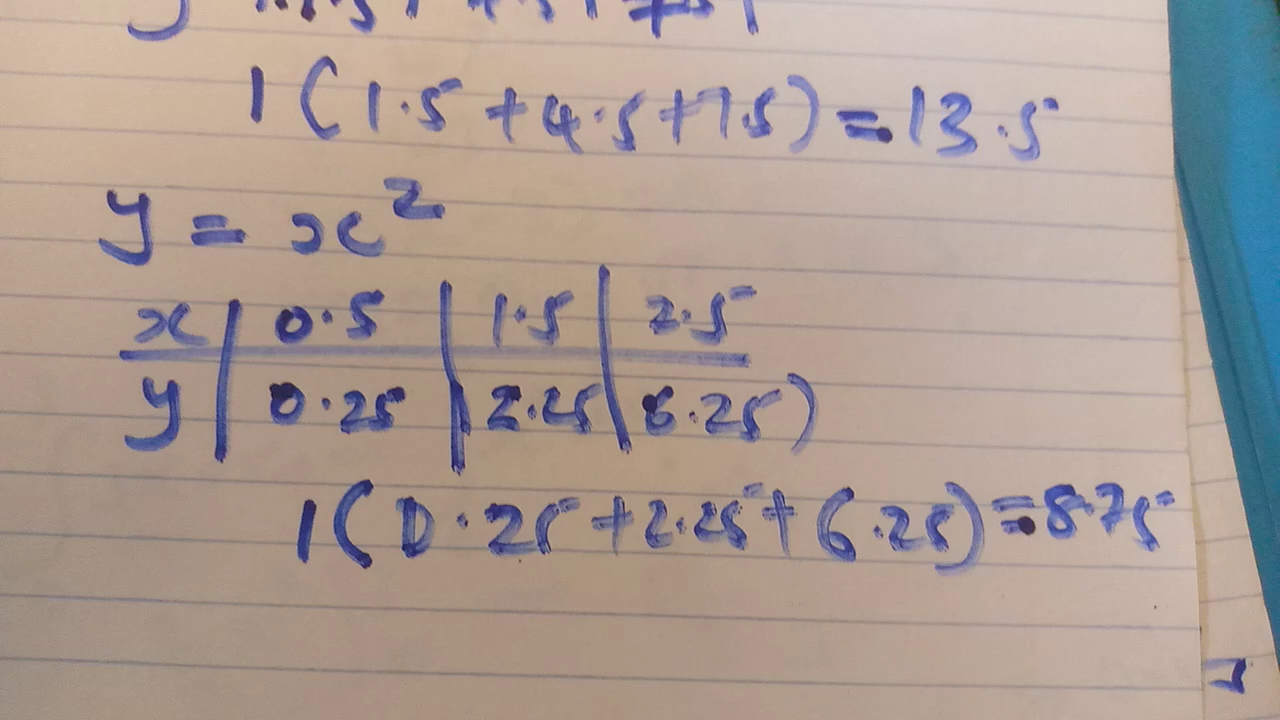 1(1.5+4.5+7.5)=13.5
y = x²
x | 0.5 | 1.5 | 2.5
y | 0.25 | 2.25 | 6.25)
1(0.25+2.25+6.25)=8.75